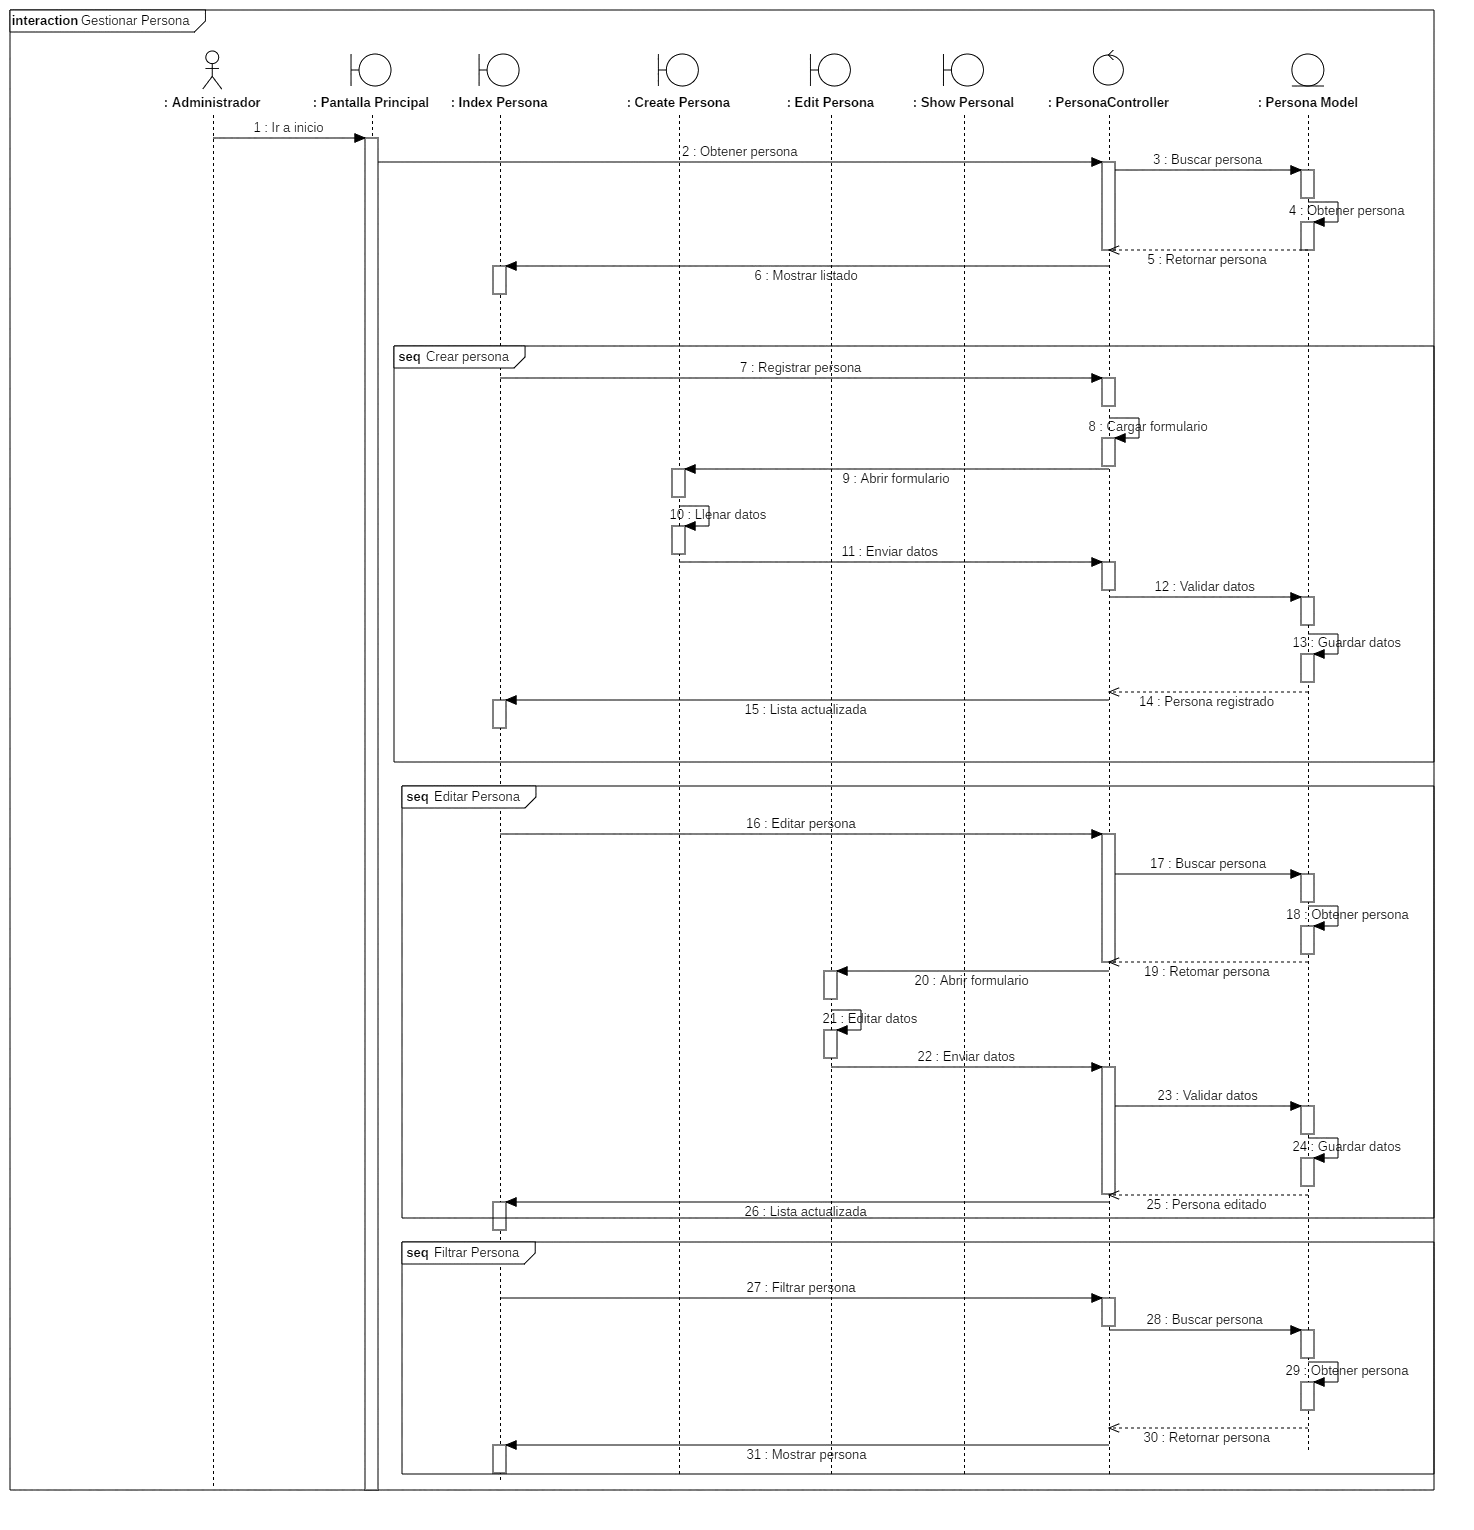 interaction Gestionar Persona
: Administrador
: Pantalla Principal
: Index Persona
: Create Persona
: Edit Persona
: Show Personal
: PersonaController
: Persona Model
1 : Ir a inicio
2 : Obtener persona
3 : Buscar persona
4 : Obtener persona
5 : Retornar persona
6 : Mostrar listado
seq Crear persona
7 : Registrar persona
8 : Cargar formulario
9 : Abrir formulario
10 : Llenar datos
11 : Enviar datos
12 : Validar datos
13 : Guardar datos
14 : Persona registrado
15 : Lista actualizada
seq Editar Persona
16 : Editar persona
17 : Buscar persona
18 : Obtener persona
19 : Retomar persona
20 : Abrir formulario
21 : Editar datos
22 : Enviar datos
23 : Validar datos
24 : Guardar datos
25 : Persona editado
26 : Lista actualizada
seq Filtrar Persona
27 : Filtrar persona
28 : Buscar persona
29 : Obtener persona
30 : Retornar persona
31 : Mostrar persona